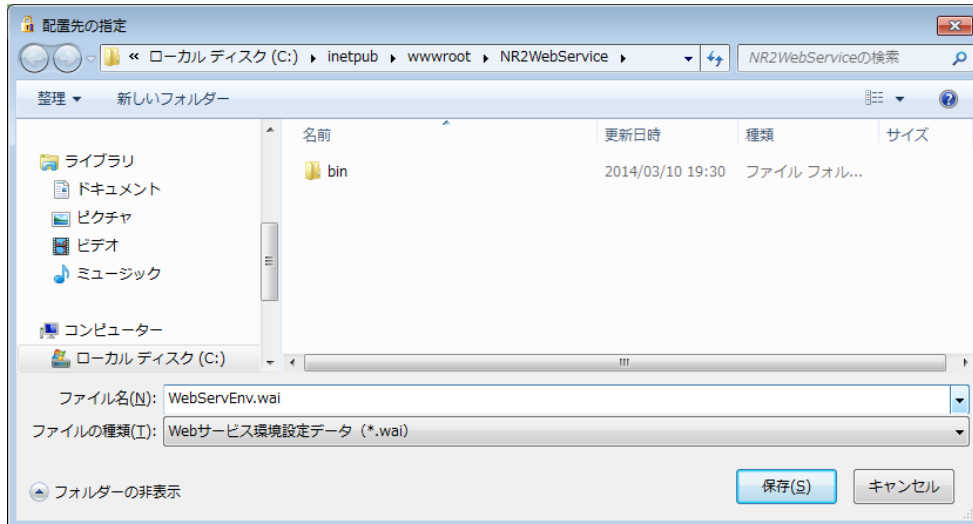 配置先の指定
« ローカル ディスク (C:) ▸ inetpub ▸ wwwroot ▸ NR2WebService ▸ NR2WebServiceの検索
整理 ▼ 新しいフォルダー
名前 更新日時 種類 サイズ
ライブラリ
bin 2014/03/10 19:30 ファイル フォル...
ドキュメント
ピクチャ
ビデオ
ミュージック
コンピューター
ローカル ディスク (C:)
ファイル名(N): WebServEnv.wai
ファイルの種類(T): Webサービス環境設定データ (*.wai)
フォルダーの非表示 保存(S) キャンセル